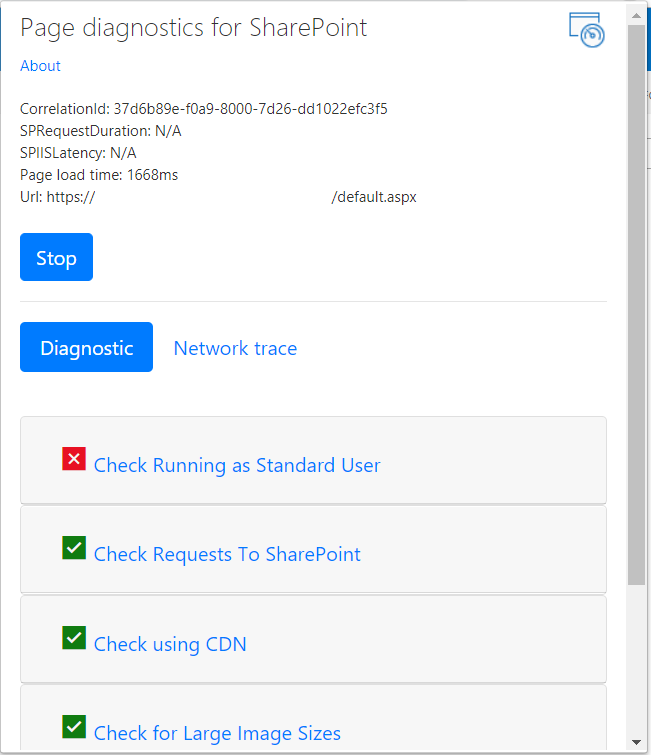 Page diagnostics for SharePoint
About
CorrelationId: 37d6b89e-f0a9-8000-7d26-dd1022efc3f5
SPRequestDuration: N/A
SPIISLatency: N/A
Page load time: 1668ms
Url: https:// /default.aspx
Stop
Diagnostic Network trace
Check Running as Standard User
Check Requests To SharePoint
Check using CDN
Check for Large Image Sizes